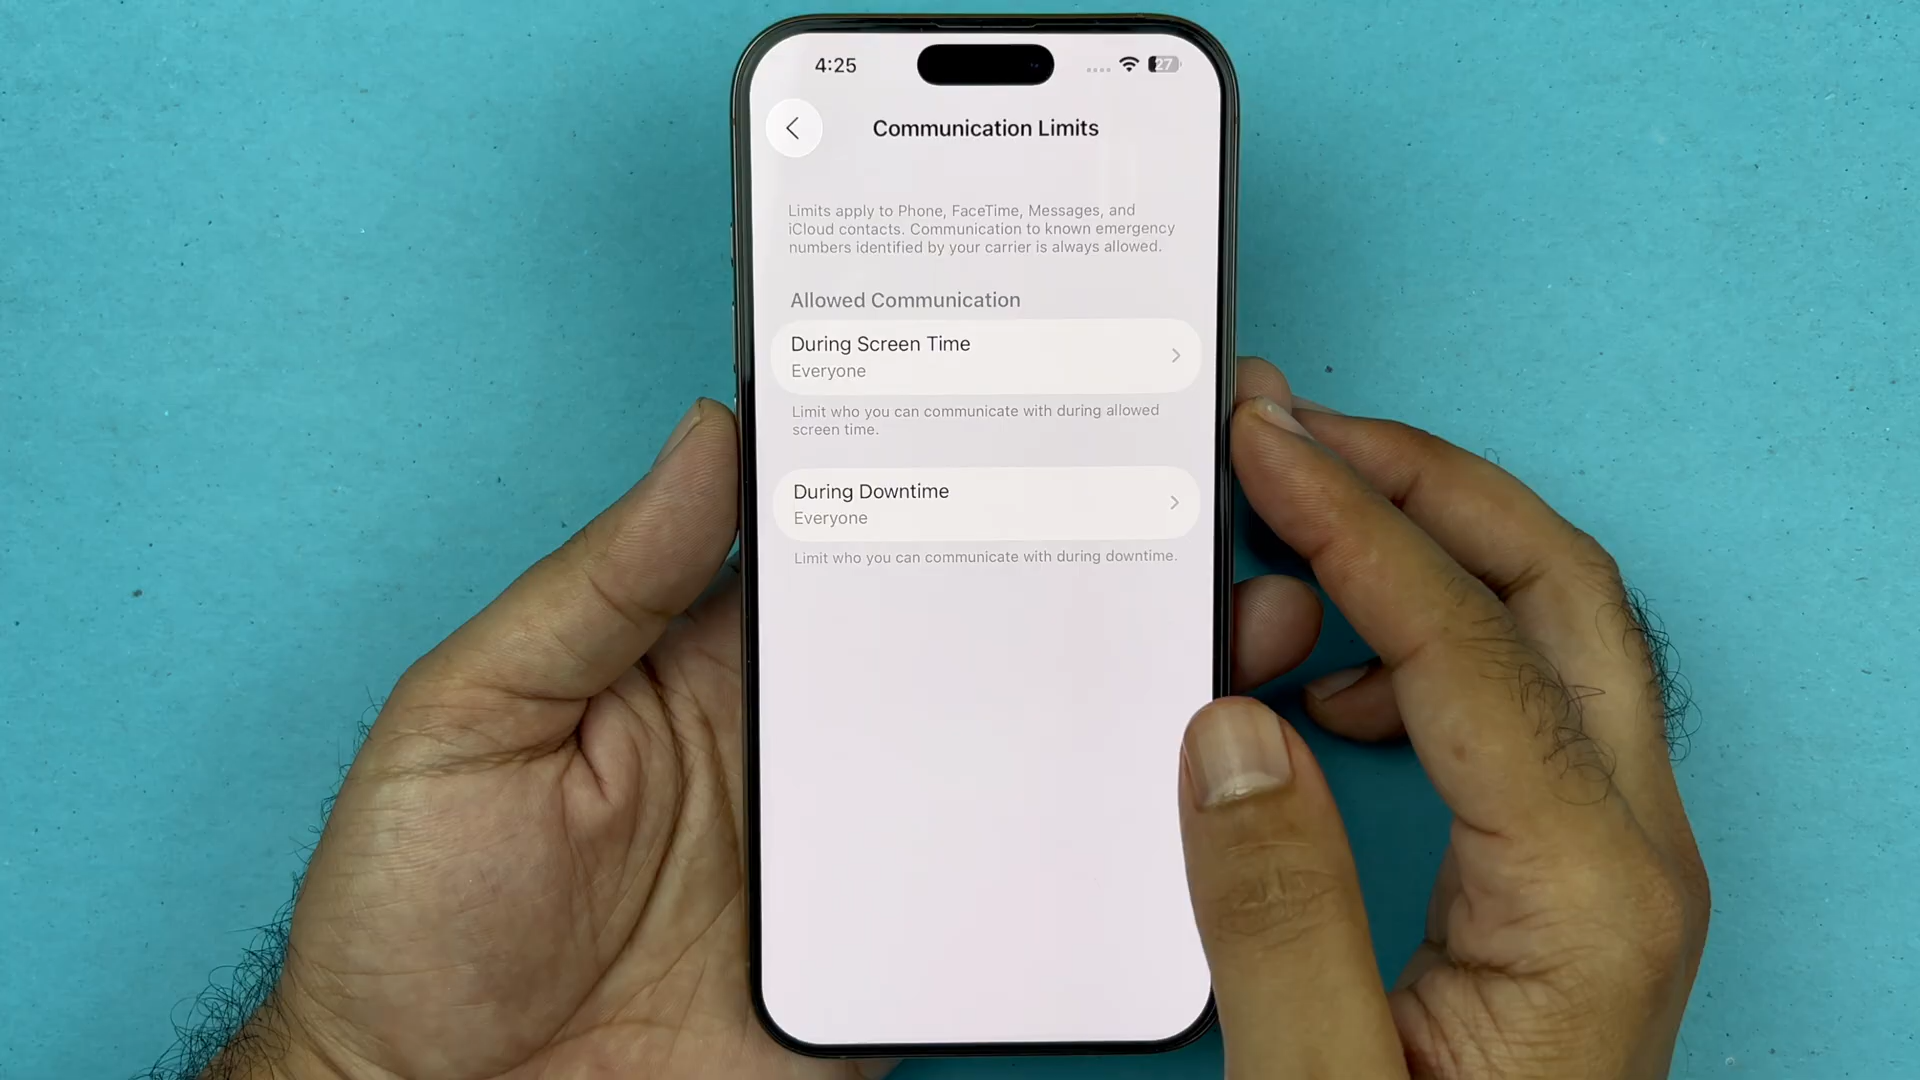 4:25
27
Communication Limits
Limits apply to Phone, FaceTime, Messages, and
iCloud contacts. Communication to known emergency
numbers identified by your carrier is always allowed.
Allowed Communication
During Screen Time
Everyone
Limit who you can communicate with during allowed
screen time.
During Downtime
Everyone
Limit who you can communicate with during downtime.